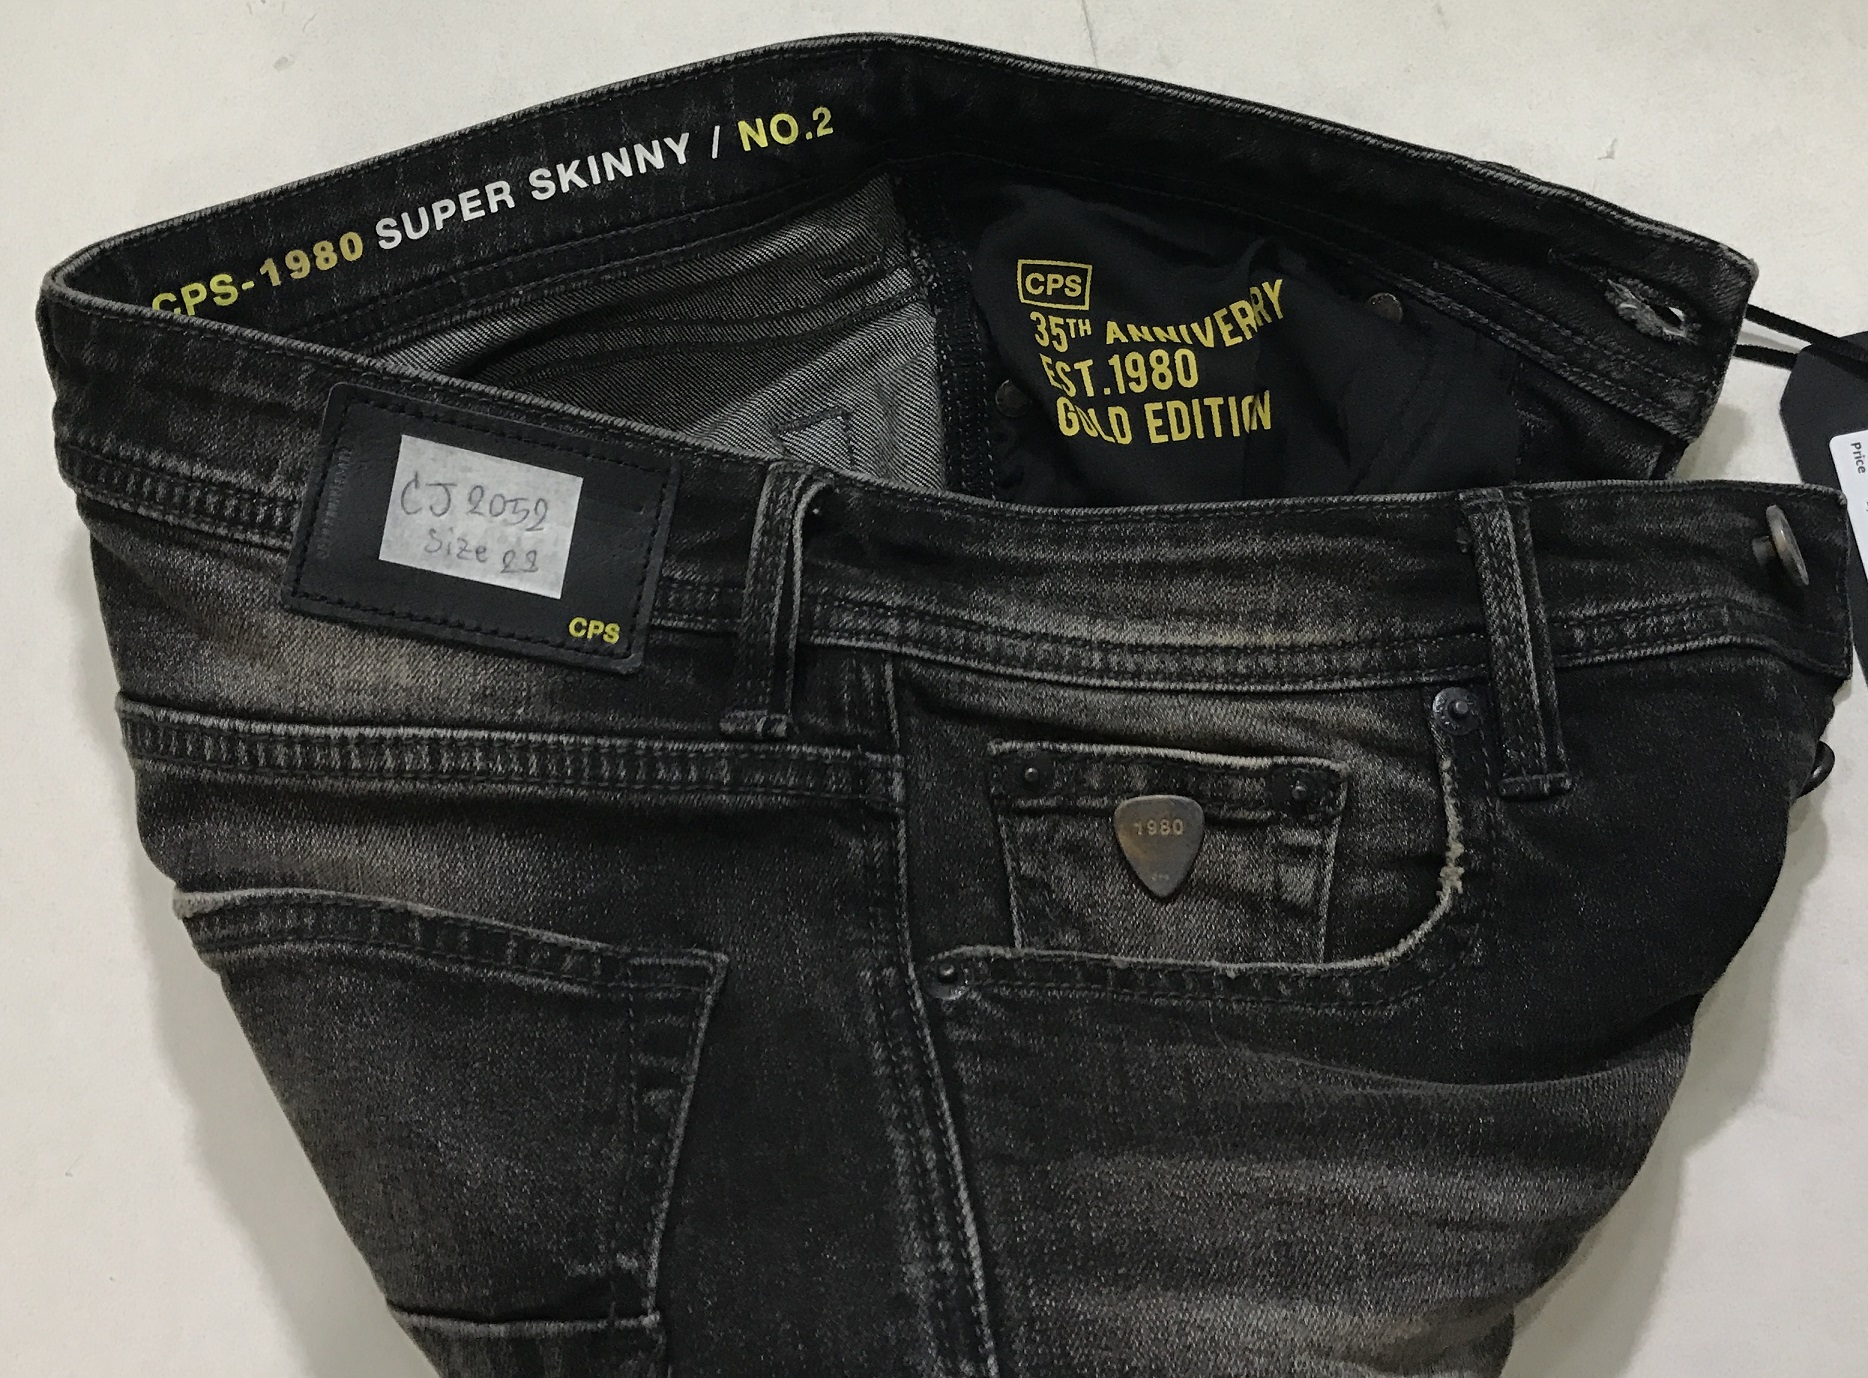 CPS-1980 SUPER SKINNY / NO.2
CPS
35TH ANNIVERRY
EST.1980
GOLD EDITION
CJ 2052
Size
CPS
1980
Price